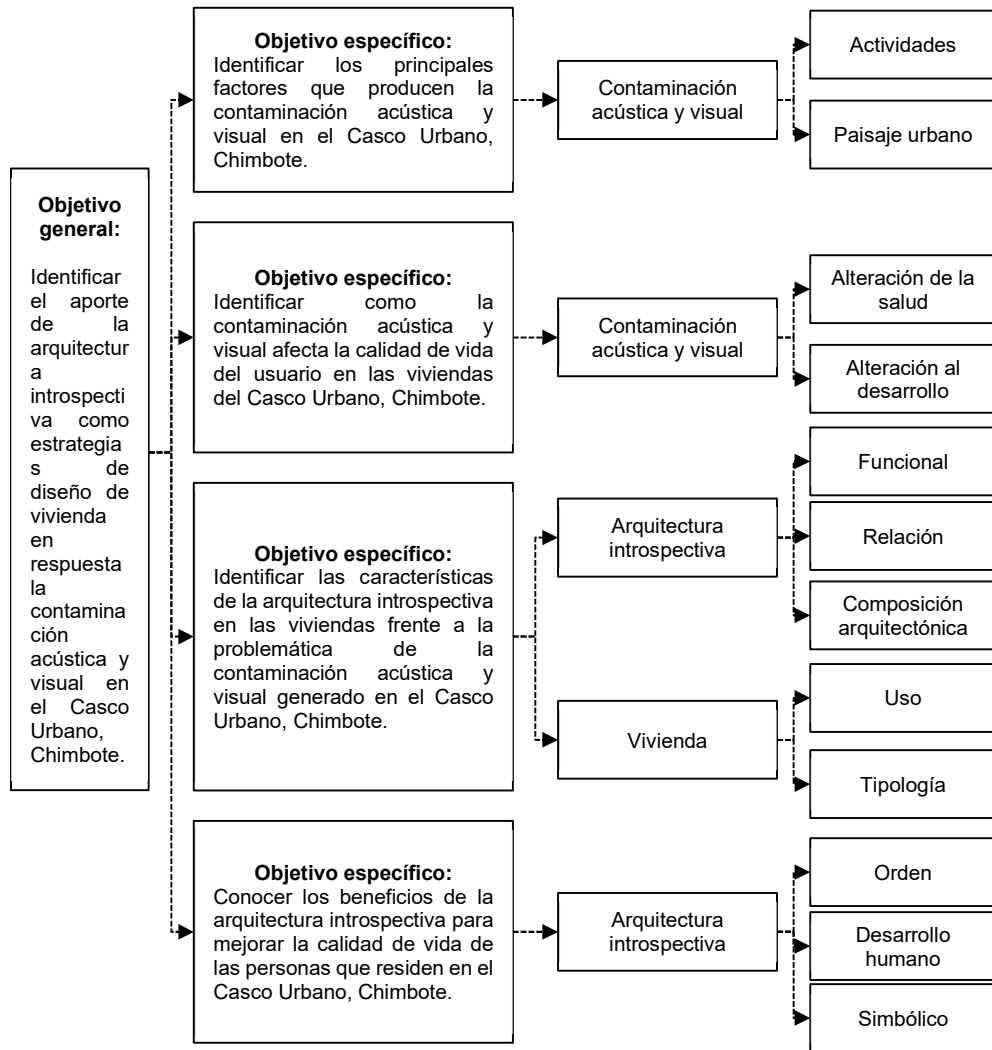 Objetivo
general:
Identificar
el aporte
de la
arquitectur
a
introspecti
va como
estrategia
s de
diseño de
vivienda
en
respuesta
la
contamina
ción
acústica y
visual en
el Casco
Urbano,
Chimbote.
Objetivo específico:
Identificar los principales
factores que producen la
contaminación acústica y
visual en el Casco Urbano,
Chimbote.
Contaminación
acústica y visual
Actividades
Paisaje urbano
Objetivo específico:
Identificar como la
contaminación acústica y
visual afecta la calidad de vida
del usuario en las viviendas
del Casco Urbano, Chimbote.
Contaminación
acústica y visual
Alteración de la
salud
Alteración al
desarrollo
Objetivo específico:
Identificar las características
de la arquitectura introspectiva
en las viviendas frente a la
problemática de la
contaminación acústica y
visual generado en el Casco
Urbano, Chimbote.
Arquitectura
introspectiva
Funcional
Relación
Composición
arquitectónica
Vivienda
Uso
Tipología
Objetivo específico:
Conocer los beneficios de la
arquitectura introspectiva para
mejorar la calidad de vida de
las personas que residen en el
Casco Urbano, Chimbote.
Arquitectura
introspectiva
Orden
Desarrollo
humano
Simbólico